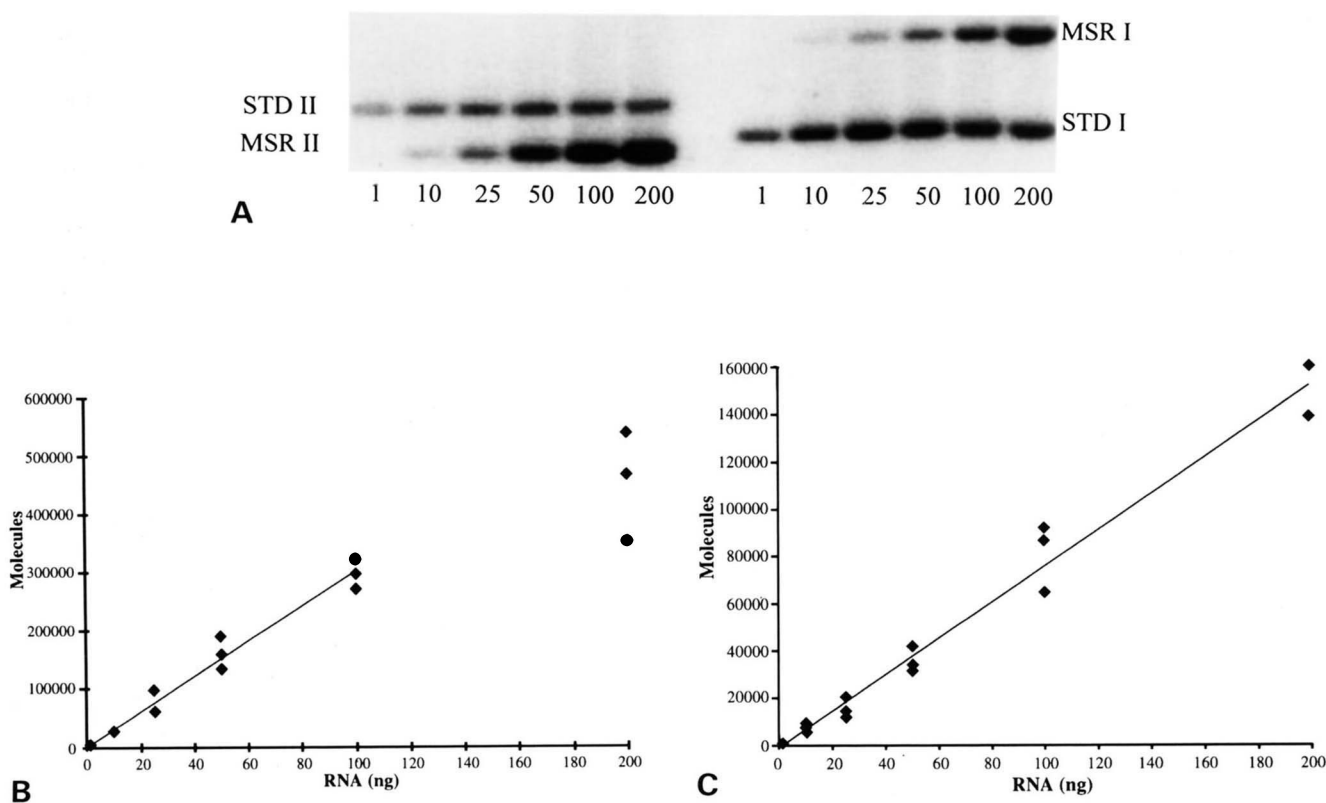 MSR I
STD II
STD I
MSR II
1 10 25 50 100 200 1 10 25 50 100 200
A
600000
500000
400000
300000
200000
100000
0
Molecules
0 20 40 60 80 100 120 140 160 180 200
RNA (ng)
B
160000
140000
120000
100000
80000
60000
40000
20000
0
Molecules
0 20 40 60 80 100 120 140 160 180 200
RNA (ng)
C